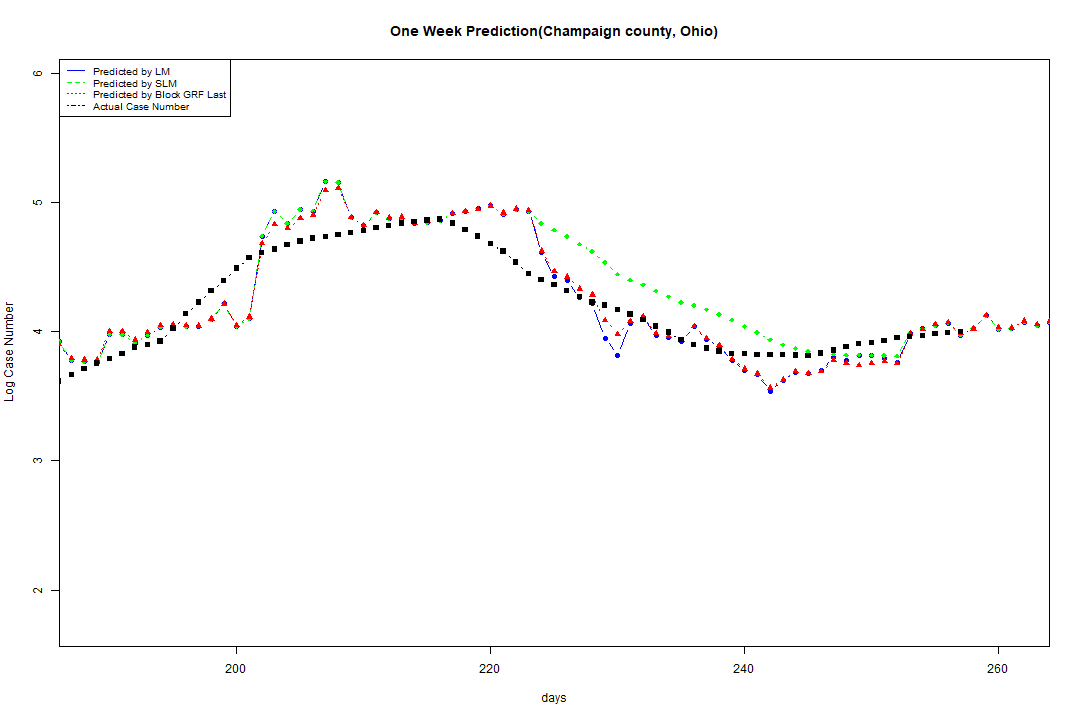 One Week Prediction(Champaign county, Ohio)
Predicted by LM
Predicted by SLM
Predicted by Block GRF Last
Actual Case Number
6
5
4
3
2
Log Case Number
200
220
240
260
days